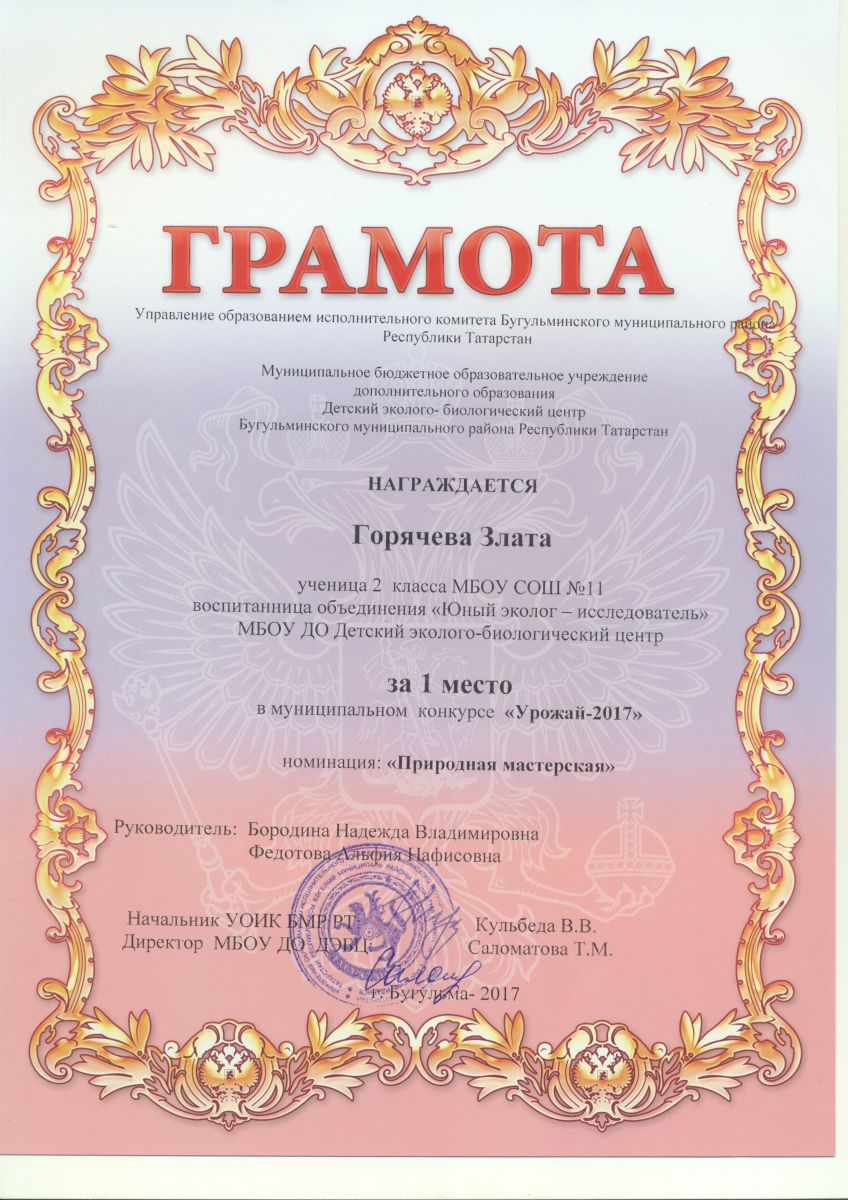 ГРАМОТА
Управление образованием исполнительного комитета Бугульминского муниципального района
Республики Татарстан
Муниципальное бюджетное образовательное учреждение
дополнительного образования
Детский эколого- биологический центр
Бугульминского муниципального района Республики Татарстан
НАГРАЖДАЕТСЯ
Горячева Злата
ученица 2 класса МБОУ СОШ №11
воспитанница объединения «Юный эколог – исследователь»
МБОУ ДО Детский эколого-биологический центр
за 1 место
в муниципальном конкурсе «Урожай-2017»
номинация: «Природная мастерская»
Руководитель: Бородина Надежда Владимировна
Федотова Альфия Нафисовна
Начальник УОИК БМР РТ Кульбеда В.В.
Директор МБОУ ДО ДЭБЦ: Саломатова Т.М.
г. Бугульма- 2017